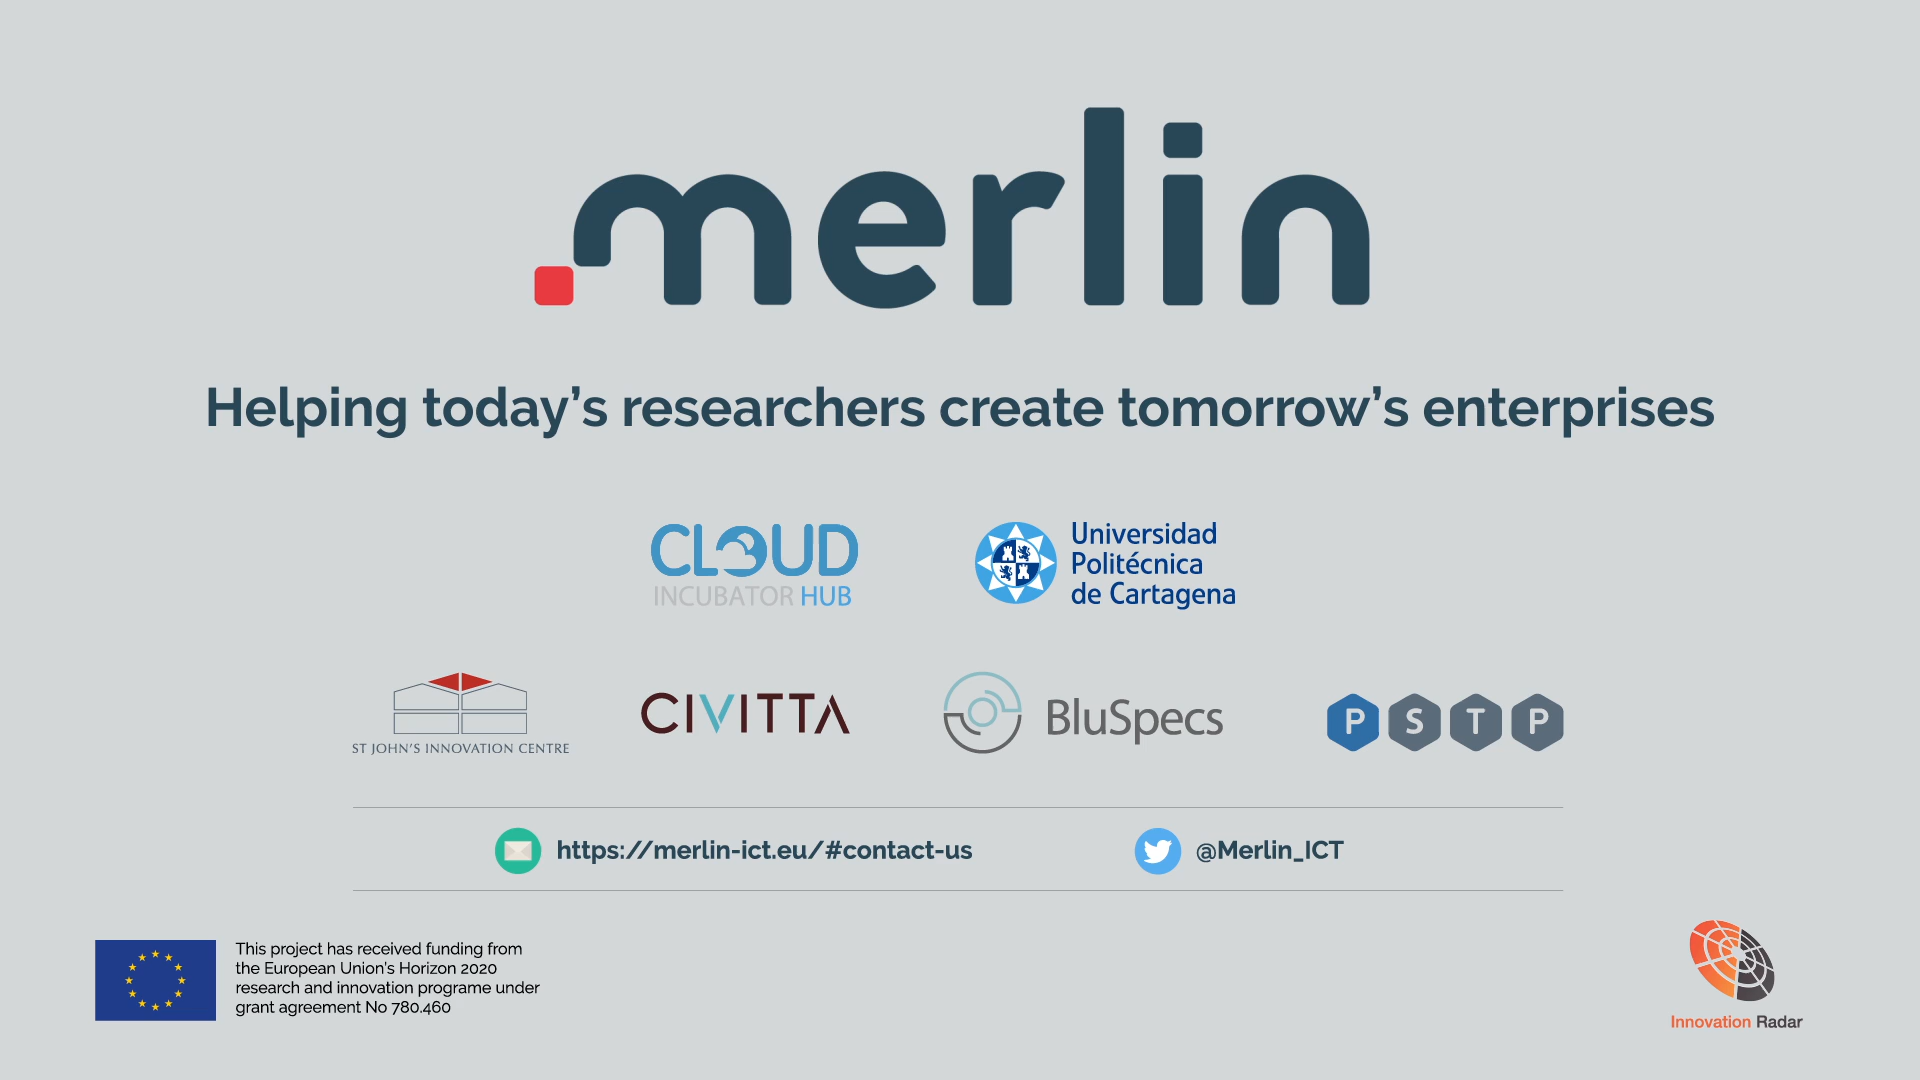 merlin
Helping today's researchers create tomorrow's enterprises
CLOUD
INCUBATOR HUB
Universidad
Politécnica
de Cartagena
ST JOHN'S INNOVATION CENTRE
CIVITTA
BluSpecs
PSTP
https://merlin-ict.eu/#contact-us
@Merlin_ICT
This project has received funding from
the European Union's Horizon 2020
research and innovation programe under
grant agreement No 780.460
Innovation Radar